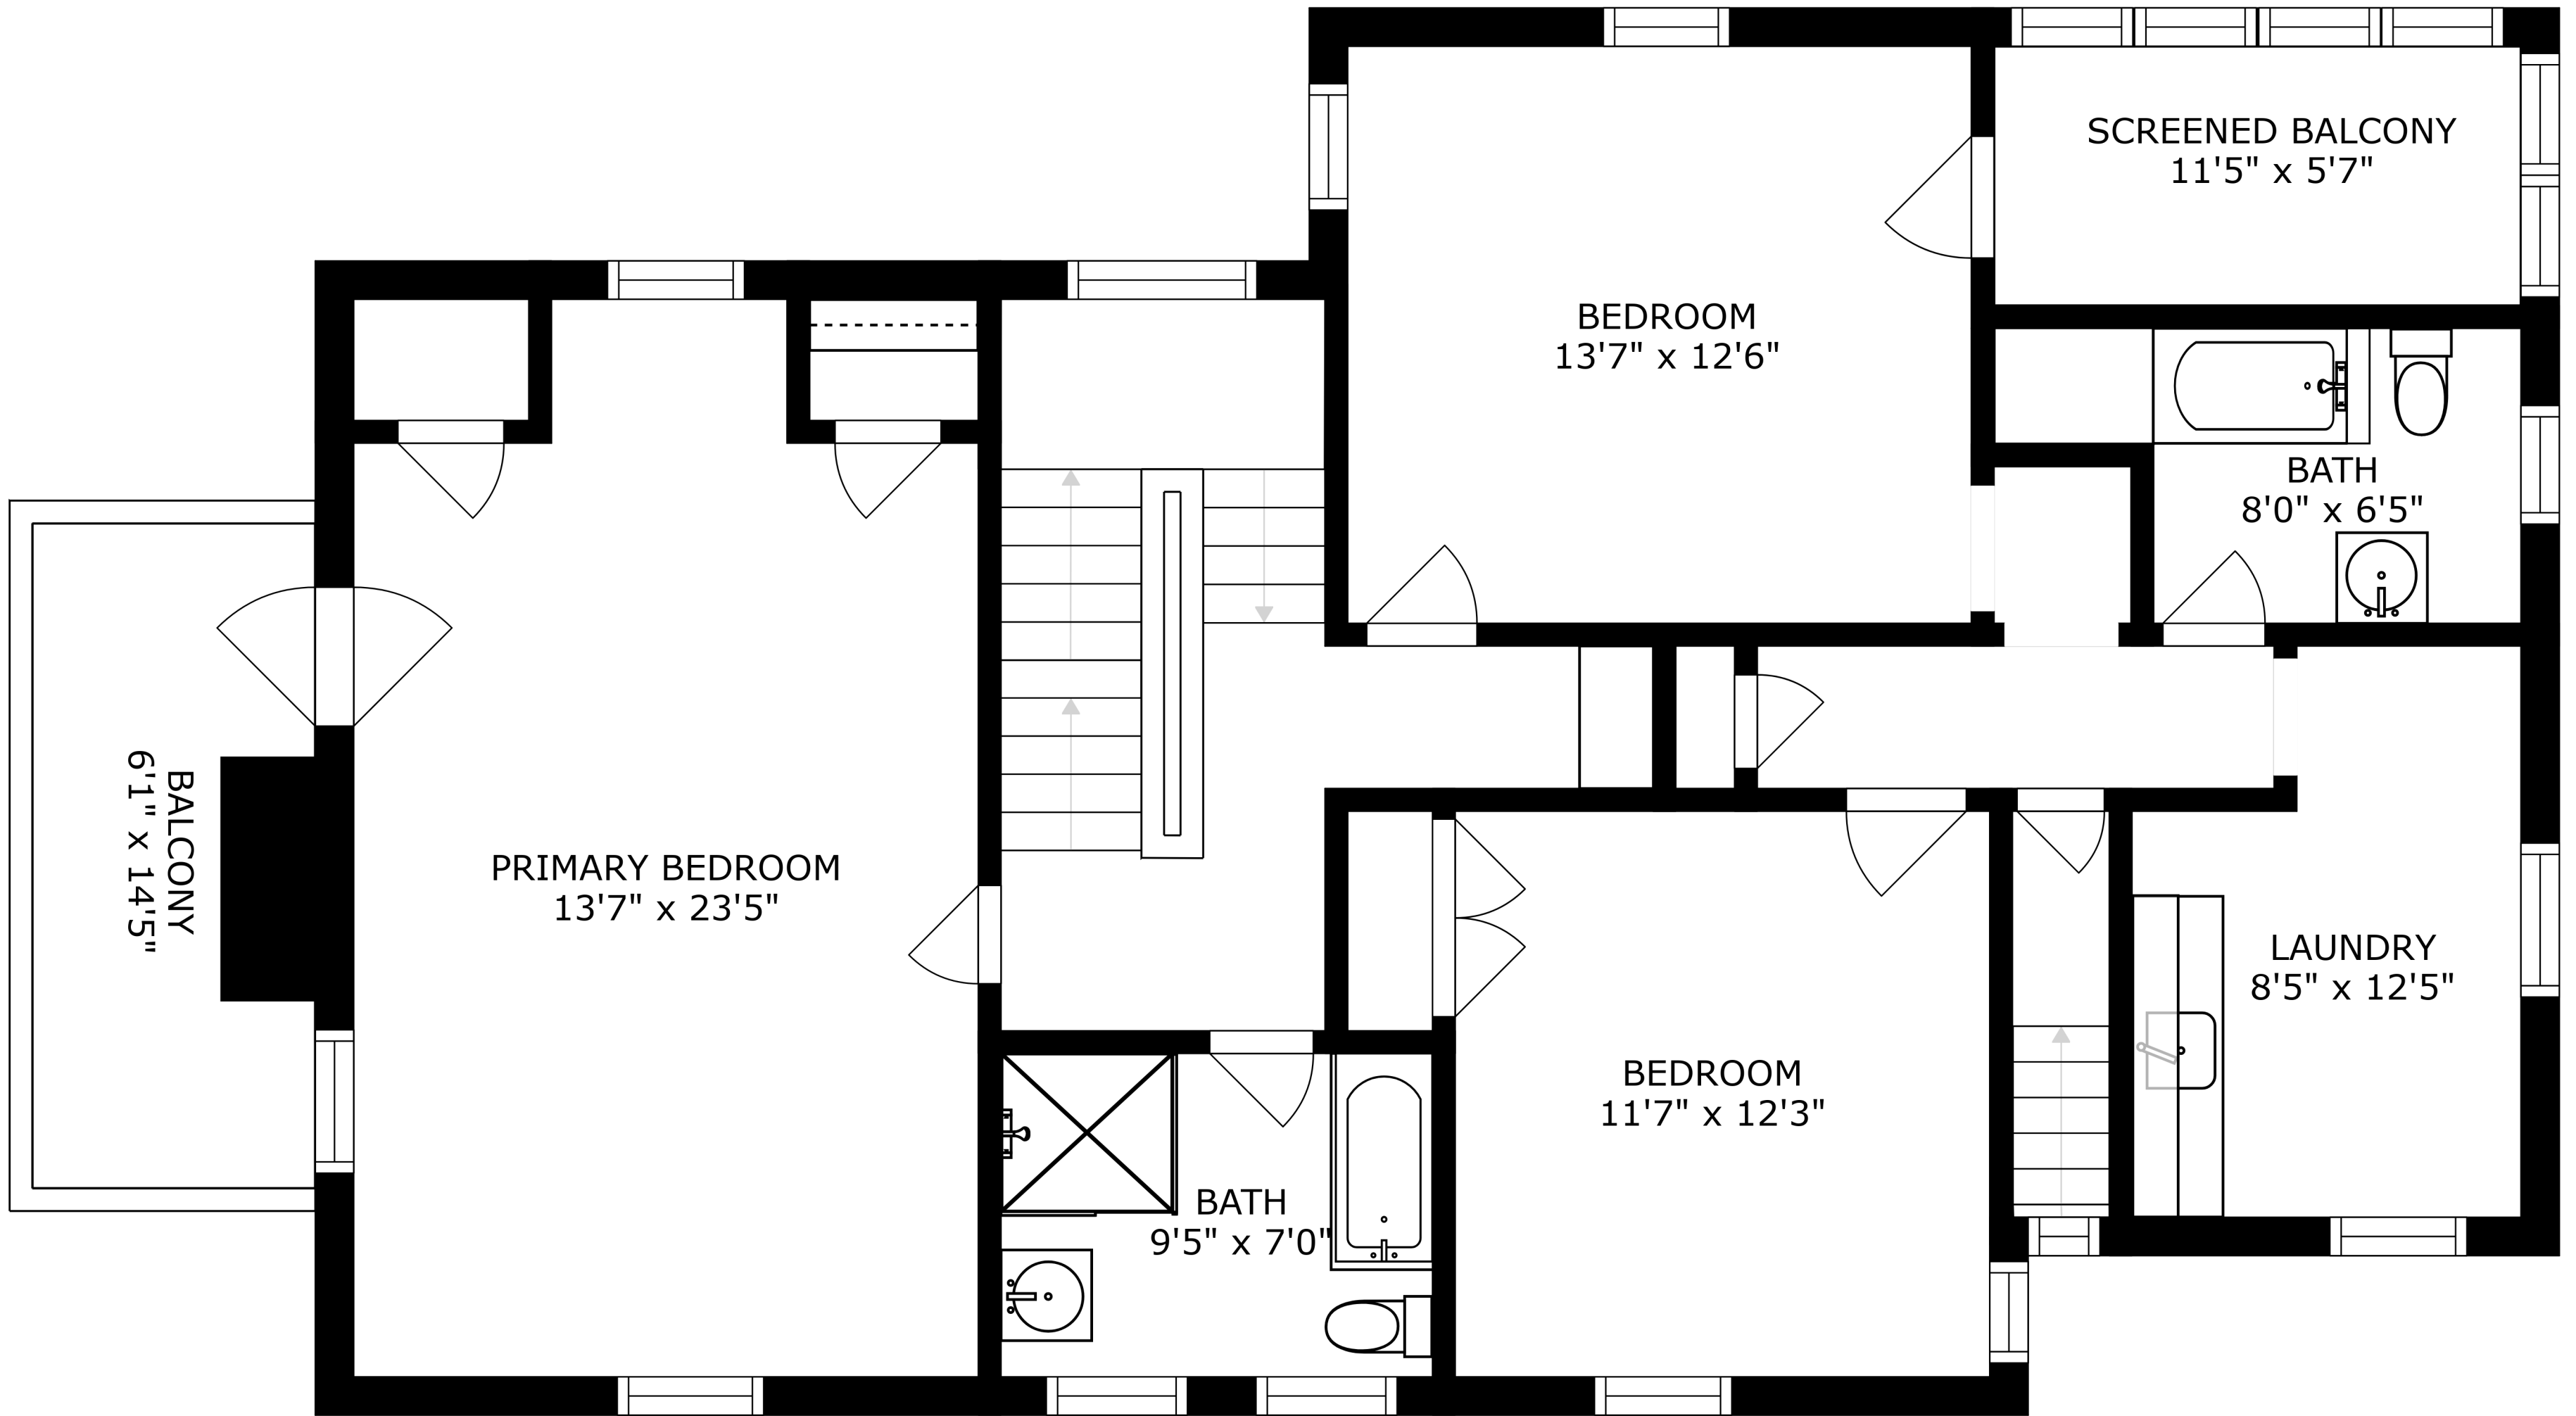 SCREENED BALCONY
11'5" x 5'7"
BEDROOM
13'7" x 12'6"
BATH
8'0" x 6'5"
BALCONY
6'1" x 14'5"
PRIMARY BEDROOM
13'7" x 23'5"
LAUNDRY
8'5" x 12'5"
BEDROOM
11'7" x 12'3"
BATH
9'5" x 7'0"